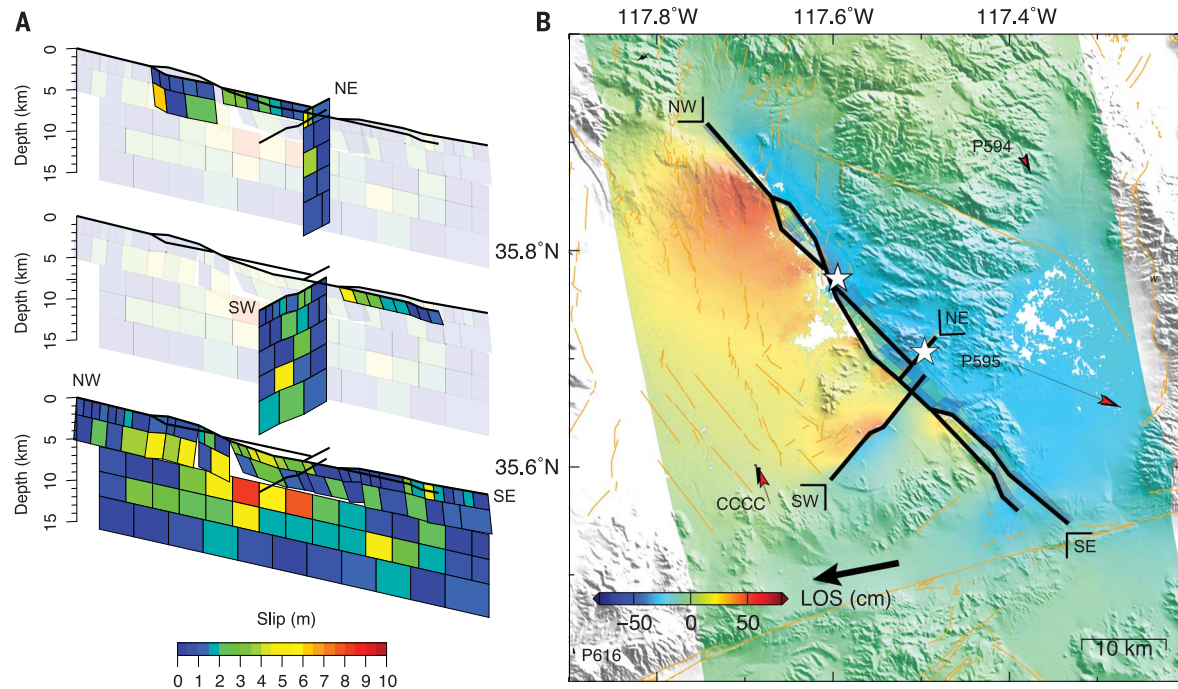 A
0
5
10
15
Depth (km)
NE
0
5
10
15
Depth (km)
SW
NW
0
5
10
15
Depth (km)
SE
Slip (m)
0 1 2 3 4 5 6 7 8 9 10
B
117.8˚W 117.6˚W 117.4˚W
35.8˚N
35.6˚N
NW
P594
NE
P595
CCCC
SW
SE
LOS (cm)
−50 0 50
P616
10 km